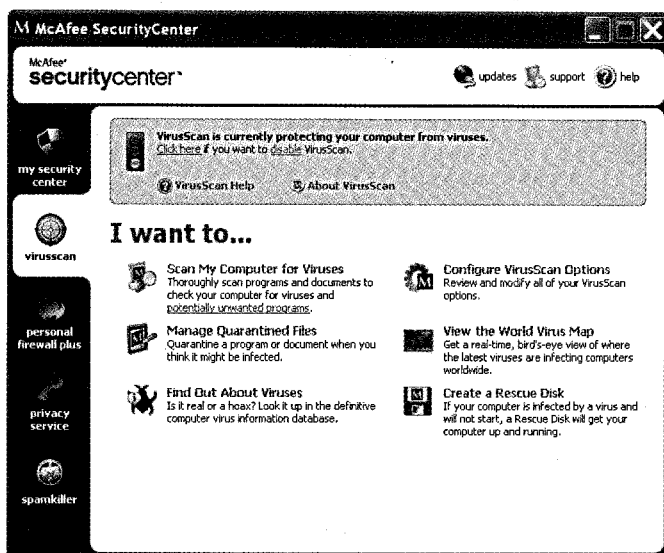 M McAfee SecurityCenter
McAfee®
securitycenter™
updates
support
help
my security
center
virusscan
personal
firewall plus
privacy
service
spamkiller
VirusScan is currently protecting your computer from viruses.
Click here if you want to disable VirusScan.
VirusScan Help
About VirusScan
I want to...
Scan My Computer for Viruses
Thoroughly scan programs and documents to
check your computer for viruses and
potentially unwanted programs.
Manage Quarantined Files
Quarantine a program or document when you
think it might be infected.
Find Out About Viruses
Is it real or a hoax? Look it up in the definitive
computer virus information database.
Configure VirusScan Options
Review and modify all of your VirusScan
options.
View the World Virus Map
Get a real-time, bird's-eye view of where
the latest viruses are infecting computers
worldwide.
Create a Rescue Disk
If your computer is infected by a virus and
will not start, a Rescue Disk will get your
computer up and running.